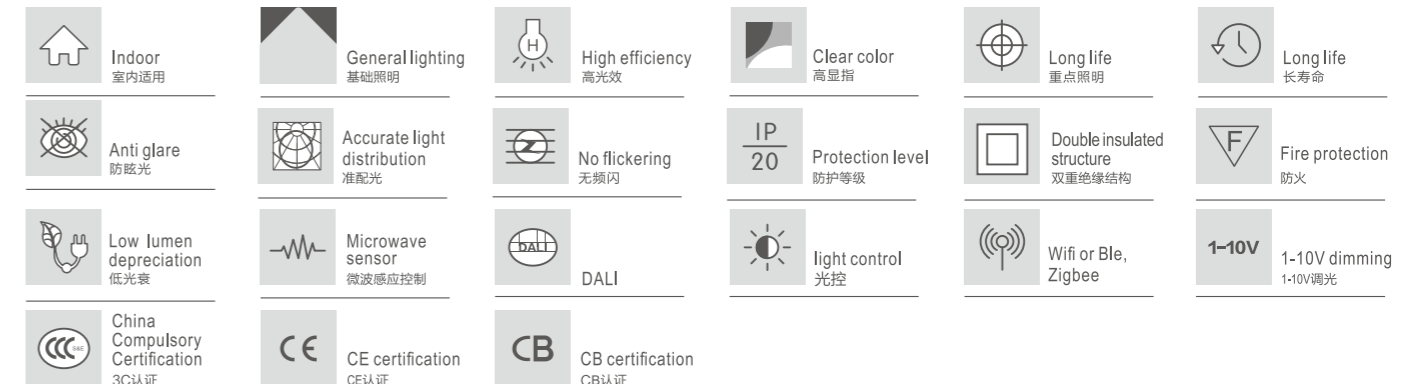 Indoor
室内适用
General lighting
基础照明
H
High efficiency
高光效
Clear color
高显指
Long life
重点照明
Long life
长寿命
Anti glare
防眩光
Accurate light
distribution
准配光
No flickering
无频闪
IP
20
Protection level
防护等级
Double insulated
structure
双重绝缘结构
F
Fire protection
防火
Low lumen
depreciation
低光衰
Microwave
sensor
微波感应控制
DALI
DALI
light control
光控
Wifi or Ble,
Zigbee
1-10V
1-10V dimming
1-10V调光
CCC S&E
China
Compulsory
Certification
3C认证
CE
CE certification
CE认证
CB
CB certification
CB认证